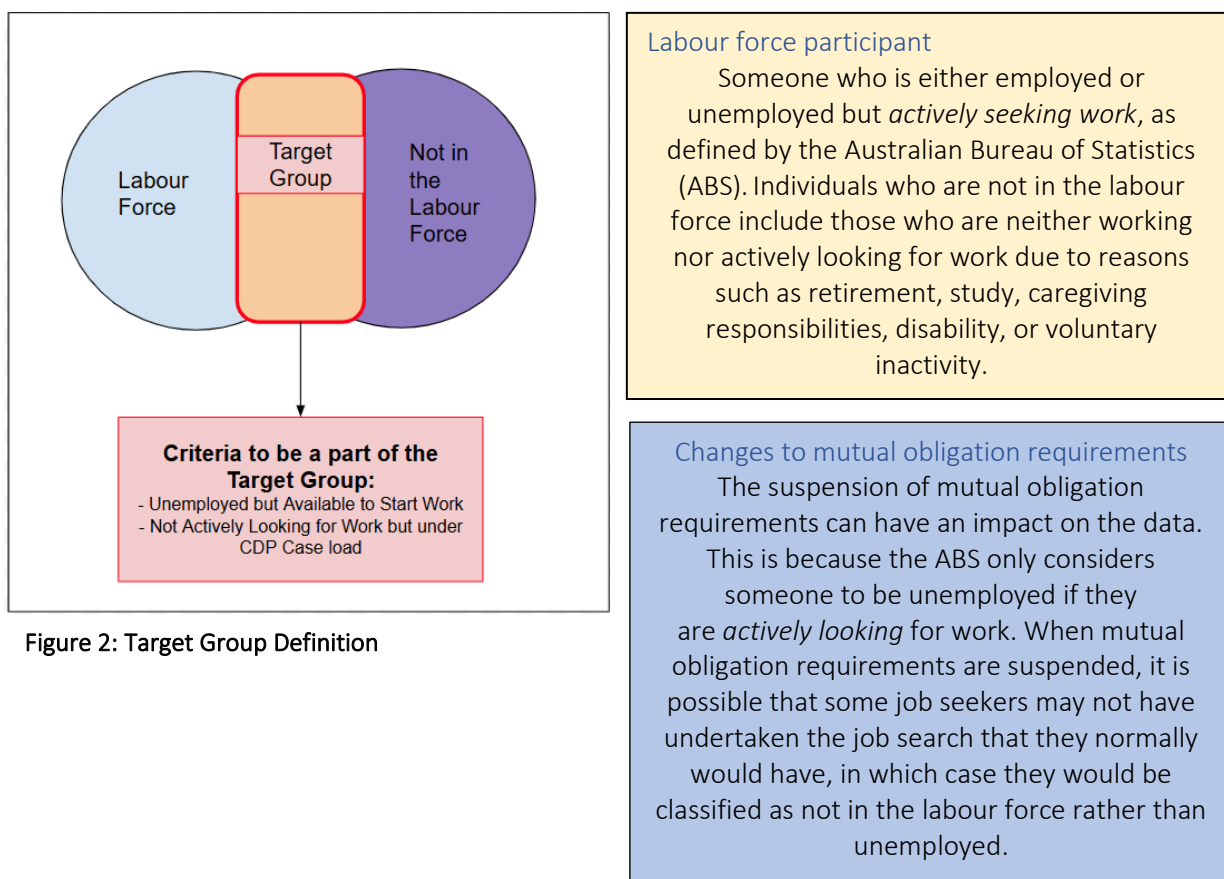 Labour
Force
Target
Group
Not in
the
Labour
Force
Criteria to be a part of the
Target Group:
- Unemployed but Available to Start Work
- Not Actively Looking for Work but under
CDP Case load
Figure 2: Target Group Definition
Labour force participant
Someone who is either employed or
unemployed but actively seeking work, as
defined by the Australian Bureau of Statistics
(ABS). Individuals who are not in the labour
force include those who are neither working
nor actively looking for work due to reasons
such as retirement, study, caregiving
responsibilities, disability, or voluntary
inactivity.
Changes to mutual obligation requirements
The suspension of mutual obligation
requirements can have an impact on the data.
This is because the ABS only considers
someone to be unemployed if they
are actively looking for work. When mutual
obligation requirements are suspended, it is
possible that some job seekers may not have
undertaken the job search that they normally
would have, in which case they would be
classified as not in the labour force rather than
unemployed.